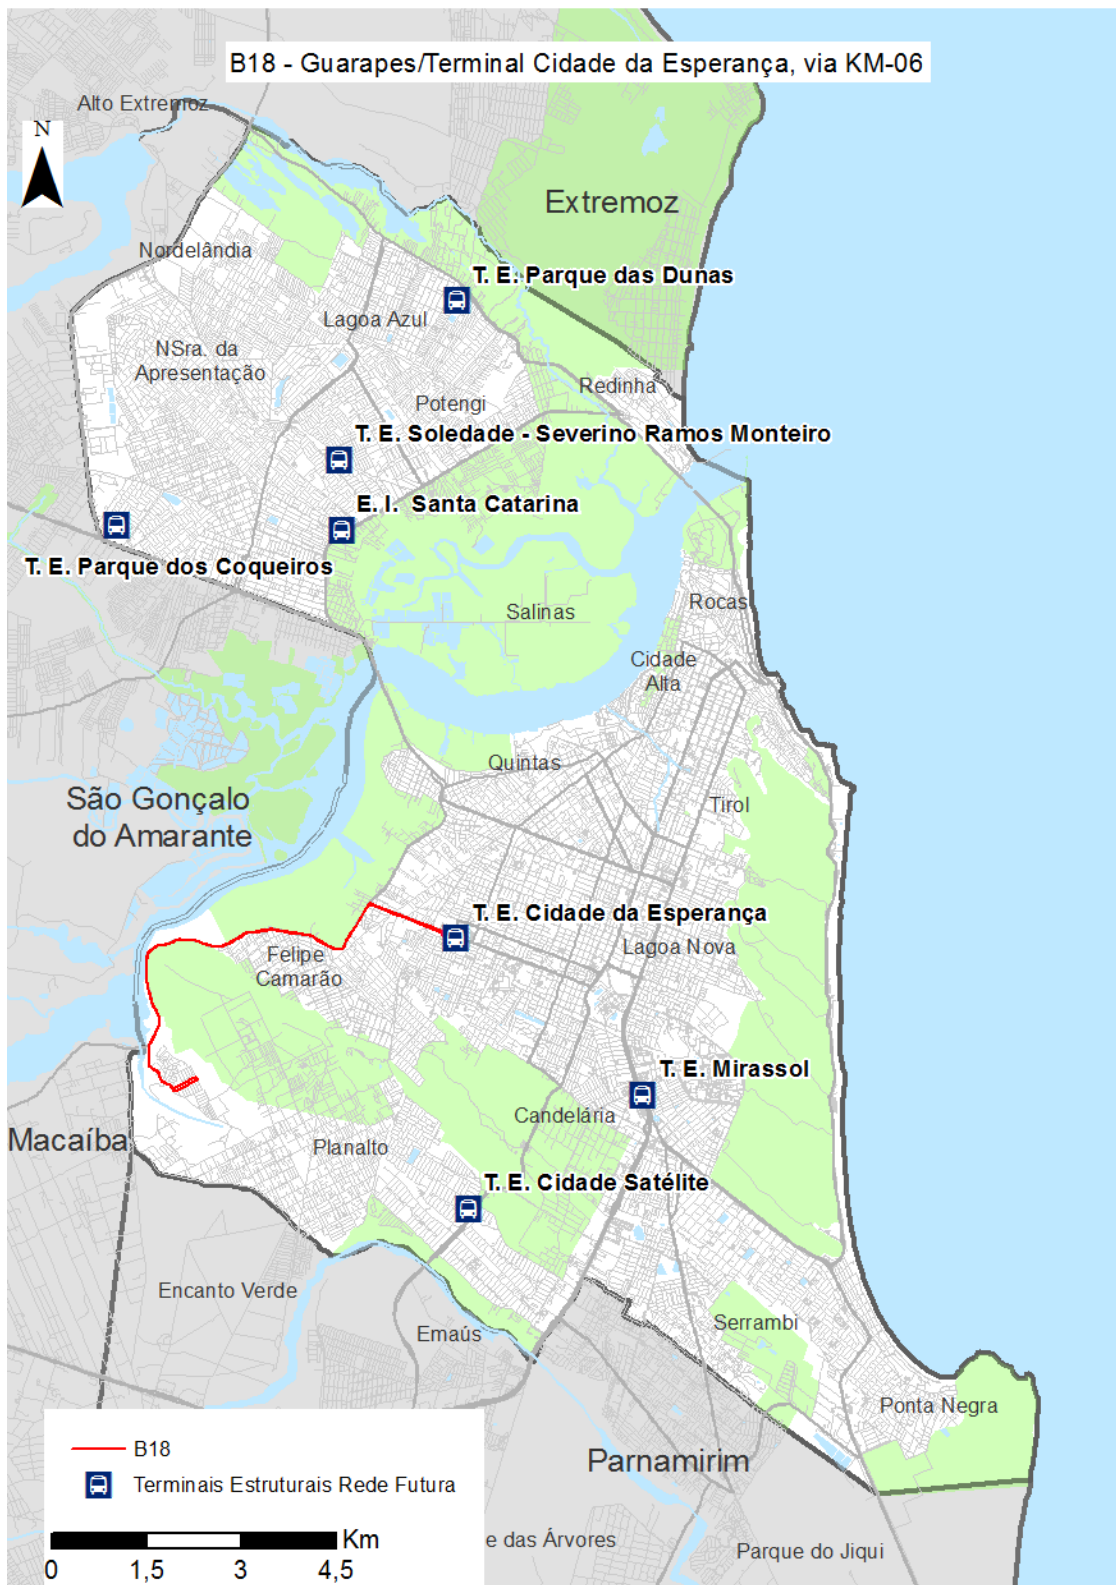 B18 - Guarapes/Terminal Cidade da Esperança, via KM-06
Alto Extremoz
N
Extremoz
Nordelândia
T. E. Parque das Dunas
Lagoa Azul
NSra. da
Apresentação
Redinha
Potengi
T. E. Soledade - Severino Ramos Monteiro
E. I. Santa Catarina
T. E. Parque dos Coqueiros
Salinas
Rocas
Cidade
Alta
Quintas
São Gonçalo
do Amarante
Tirol
T. E. Cidade da Esperança
Lagoa Nova
Felipe
Camarão
T. E. Mirassol
Candelária
Macaíba
Planalto
T. E. Cidade Satélite
Encanto Verde
Emaús
Serrambi
Ponta Negra
Parnamirim
B18
Terminais Estruturais Rede Futura
Km
0 1,5 3 4,5
e das Árvores
Parque do Jiqui